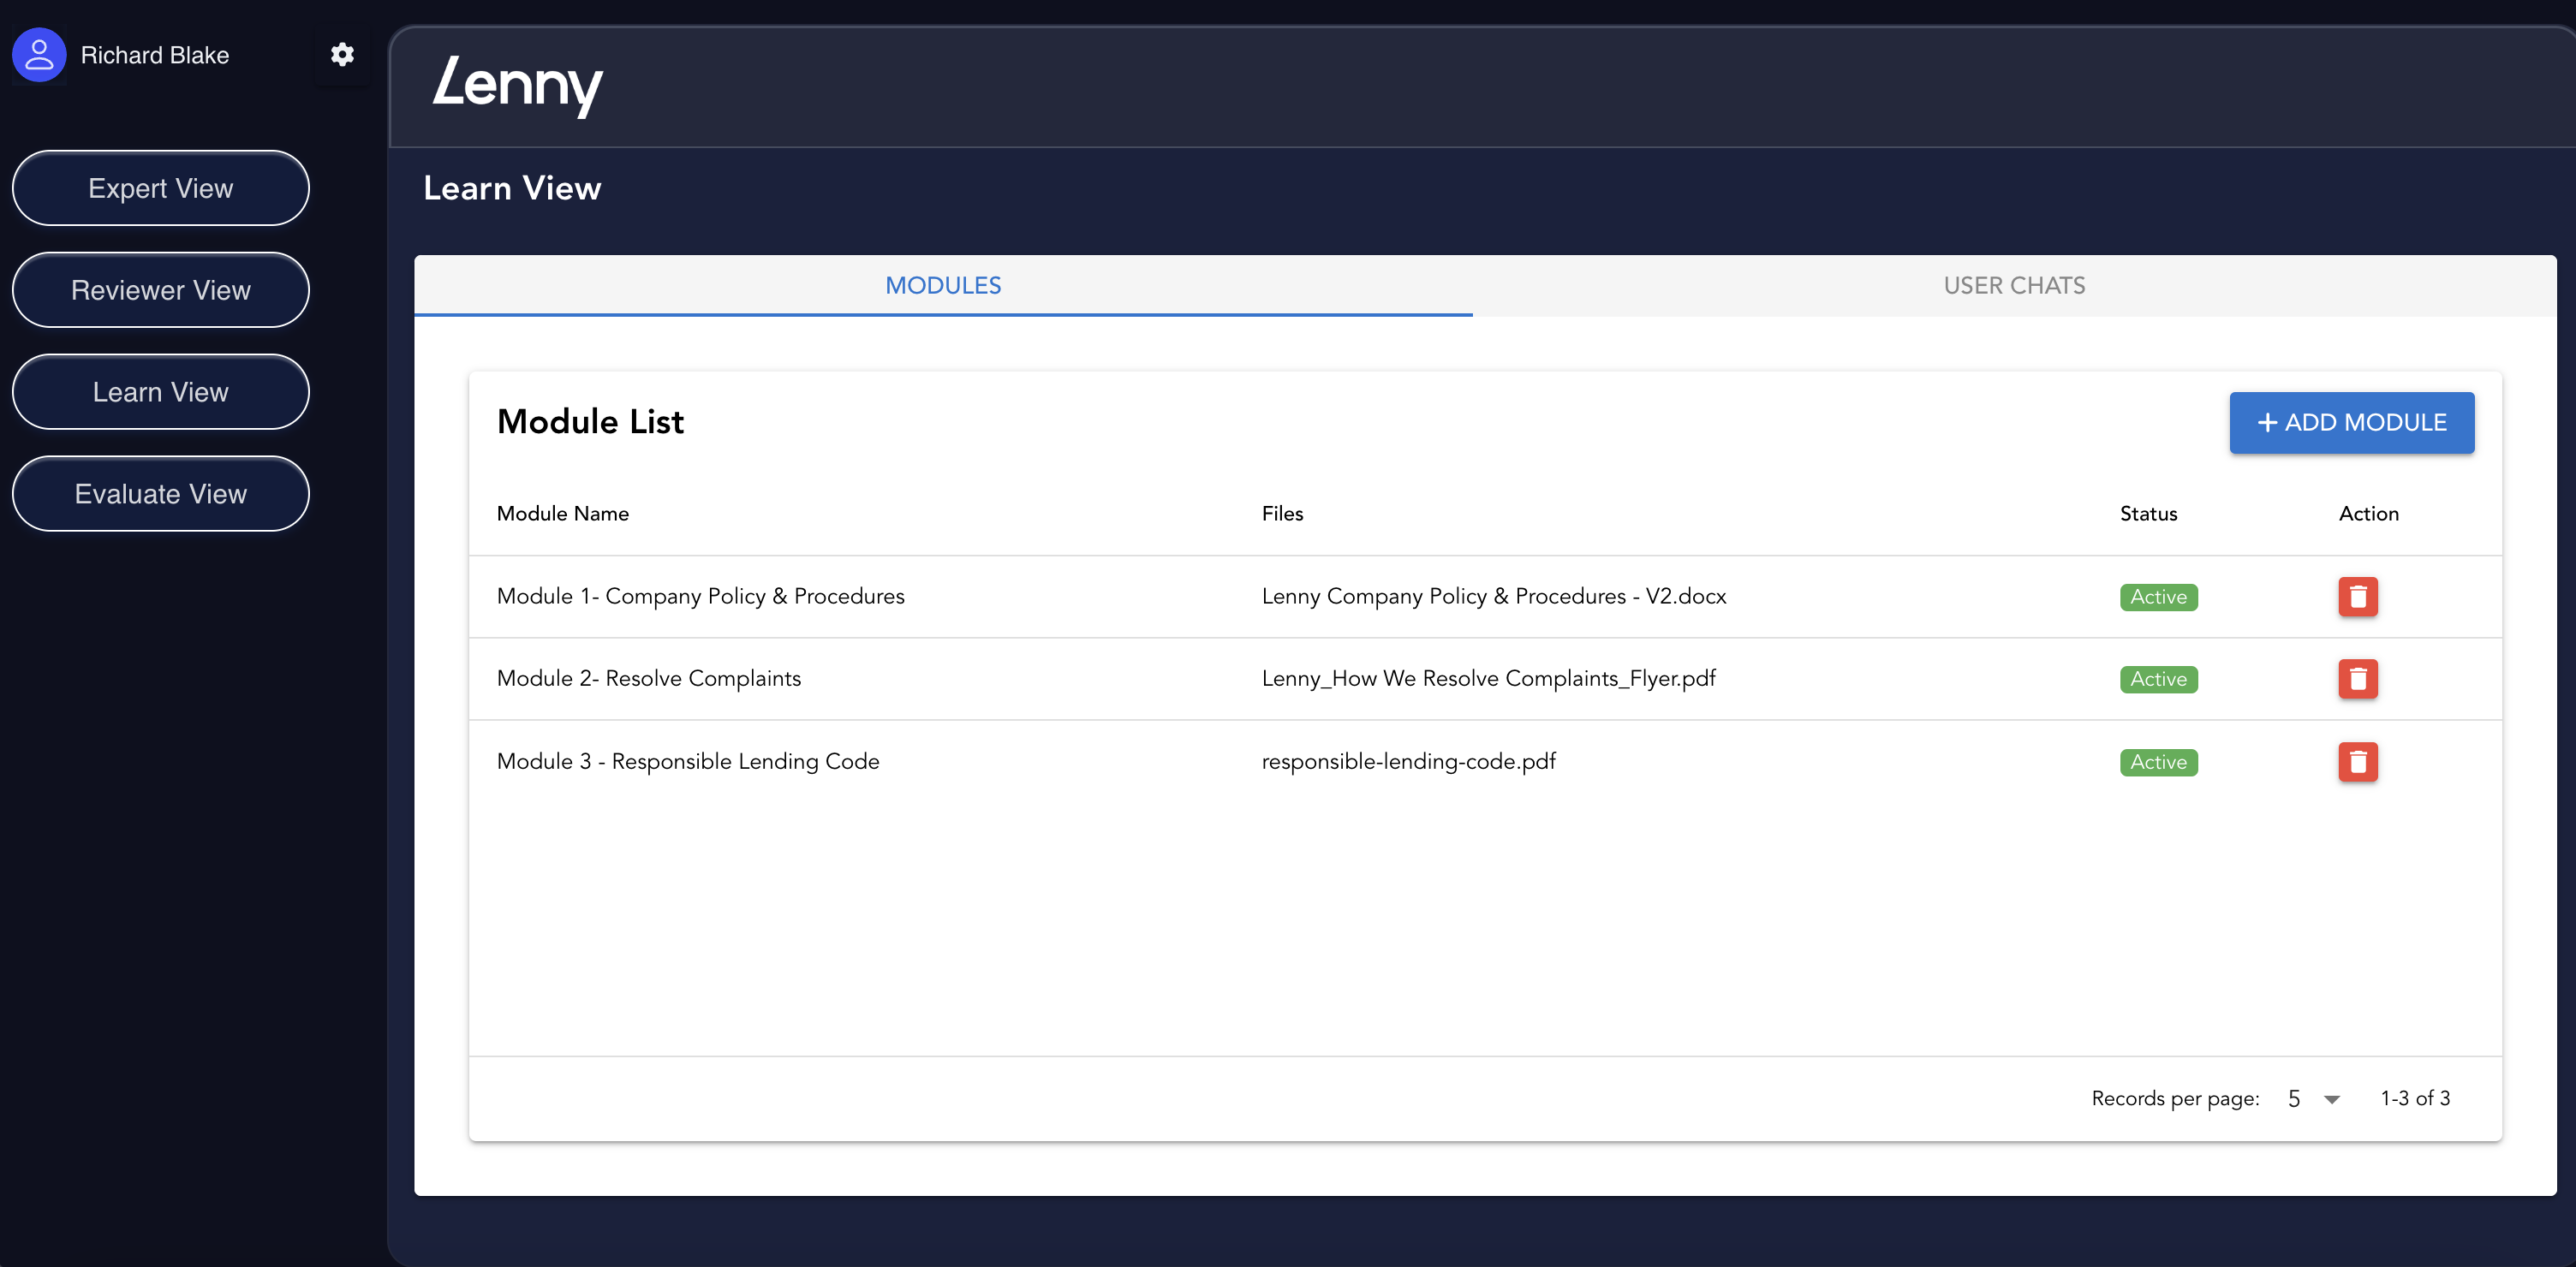 Richard Blake
Lenny
Expert View
Reviewer View
Learn View
Evaluate View
Learn View
MODULES
USER CHATS
Module List
+ ADD MODULE
Module Name Files Status Action
Module 1- Company Policy & Procedures Lenny Company Policy & Procedures - V2.docx Active
Module 2- Resolve Complaints Lenny_How We Resolve Complaints_Flyer.pdf Active
Module 3 - Responsible Lending Code responsible-lending-code.pdf Active
Records per page: 5 1-3 of 3